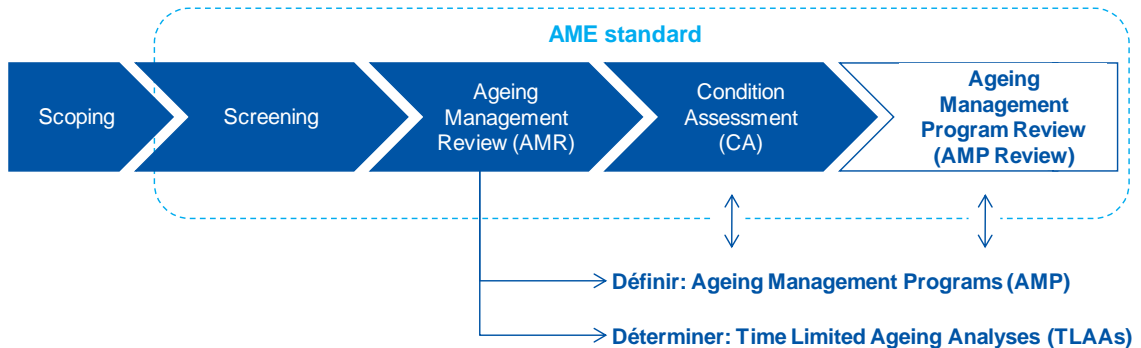 AME standard
Scoping
Screening
Ageing
Management
Review (AMR)
Condition
Assessment
(CA)
Ageing
Management
Program Review
(AMP Review)
Définir: Ageing Management Programs (AMP)
Déterminer: Time Limited Ageing Analyses (TLAAs)